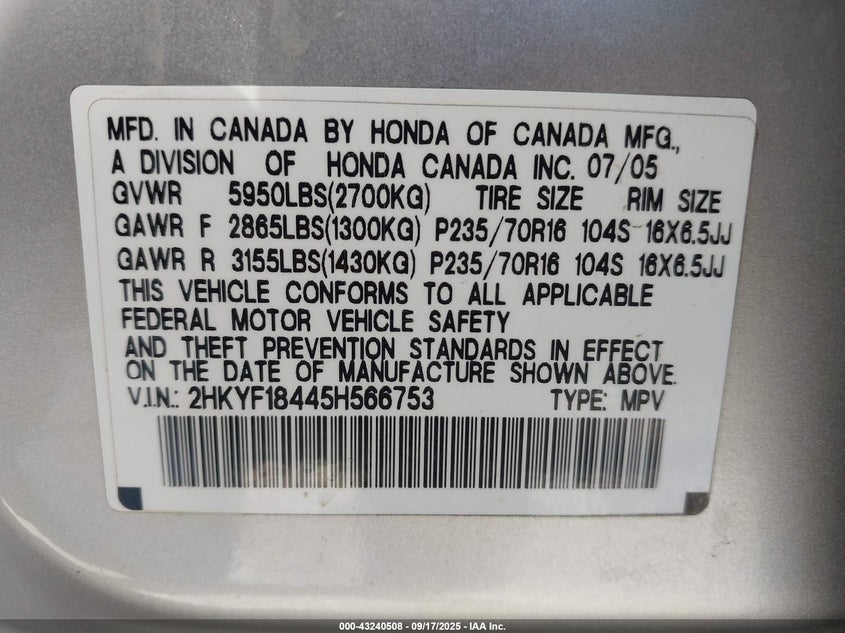 MFD. IN CANADA BY HONDA OF CANADA MFG.,
A DIVISION OF HONDA CANADA INC. 07/05
GVWR 5950LBS(2700KG) TIRE SIZE RIM SIZE
GAWR F 2865LBS(1300KG) P235/70R16 104S 16X6.5JJ
GAWR R 3155LBS(1430KG) P235/70R16 104S 16X6.5JJ
THIS VEHICLE CONFORMS TO ALL APPLICABLE
FEDERAL MOTOR VEHICLE SAFETY
AND THEFT PREVENTION STANDARDS IN EFFECT
ON THE DATE OF MANUFACTURE SHOWN ABOVE.
V.I.N.: 2HKYF18445H566753 TYPE: MPV
000-43240508 - 09/17/2025 - IAA Inc.